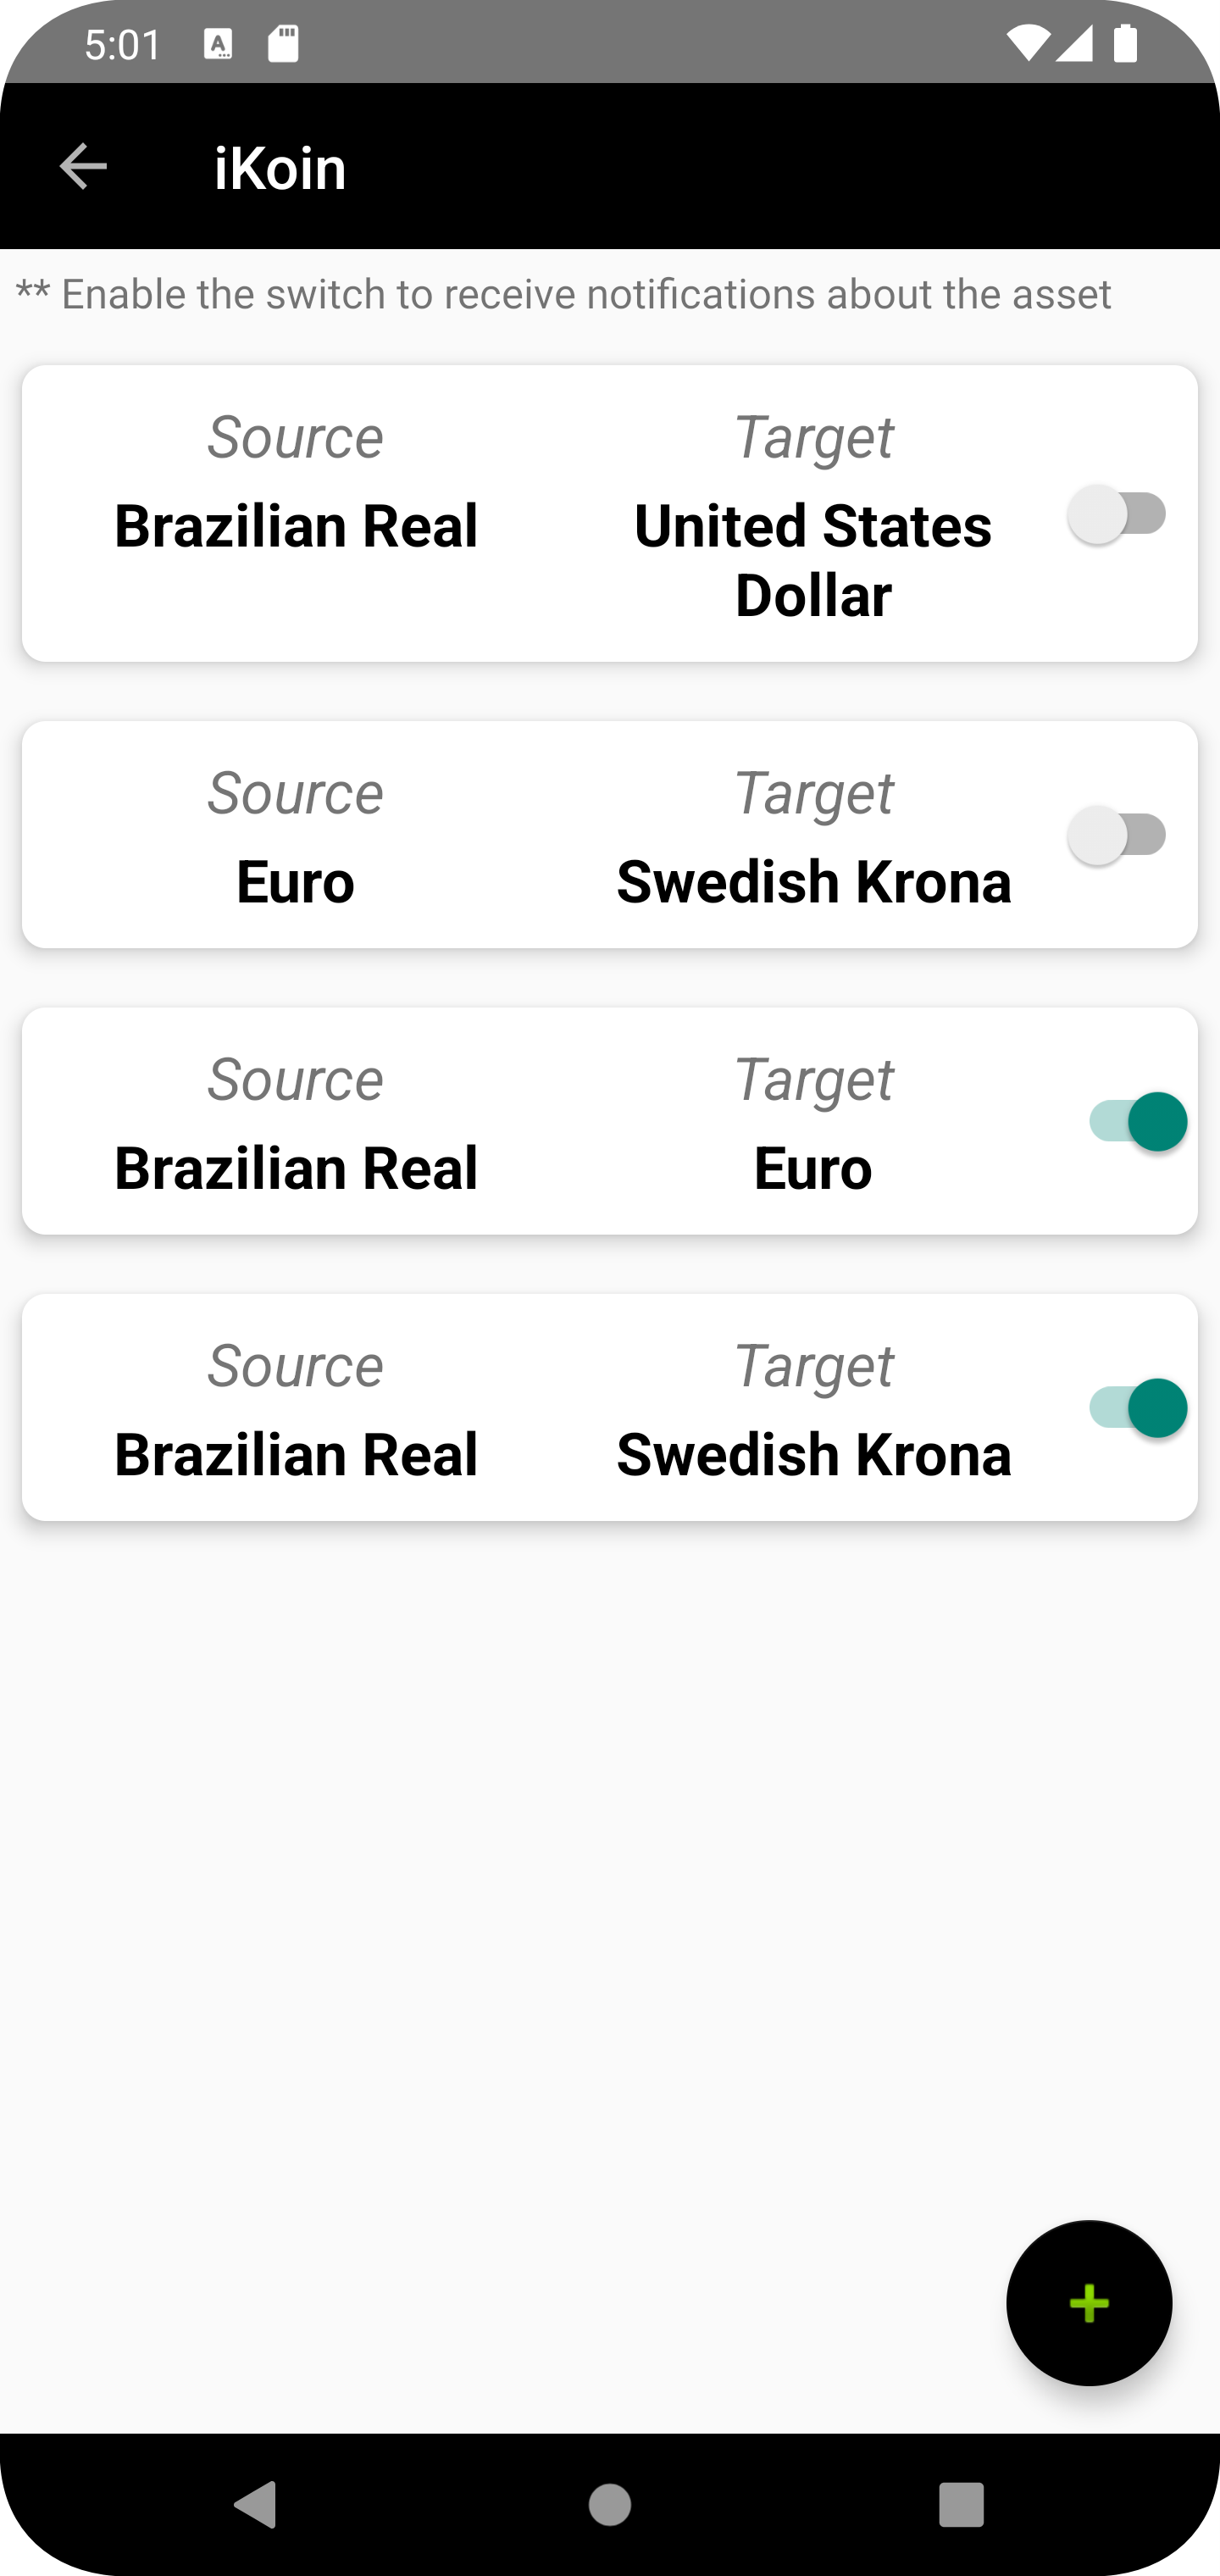 5:01
iKoin
** Enable the switch to receive notifications about the asset
Source Target
Brazilian Real United States
Dollar
Source Target
Euro Swedish Krona
Source Target
Brazilian Real Euro
Source Target
Brazilian Real Swedish Krona